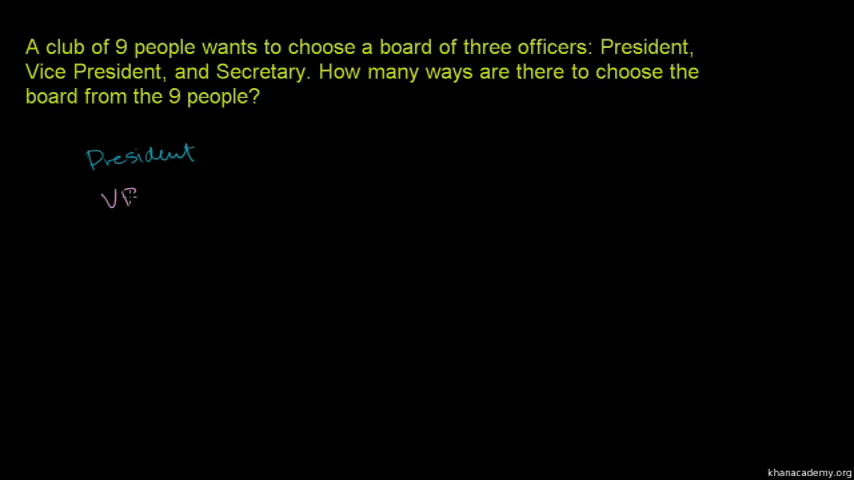 A club of 9 people wants to choose a board of three officers: President,
Vice President, and Secretary. How many ways are there to choose the
board from the 9 people?
President
VP
khanacademy.org